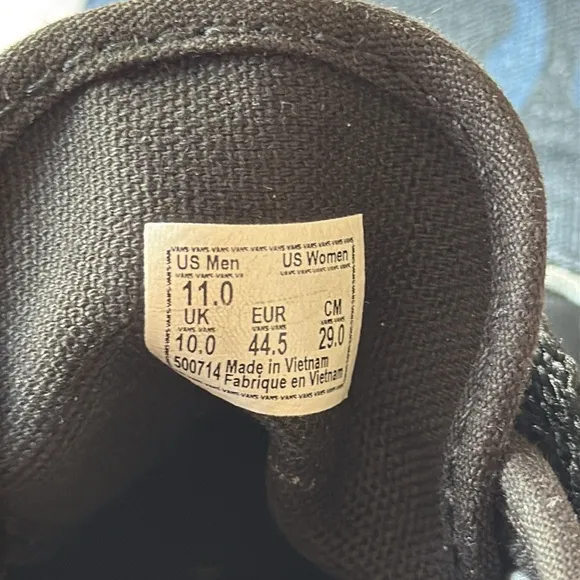 US Men US Women
11.0
UK EUR CM
10.0 44.5 29.0
500714 Made in Vietnam
Fabrique en Vietnam